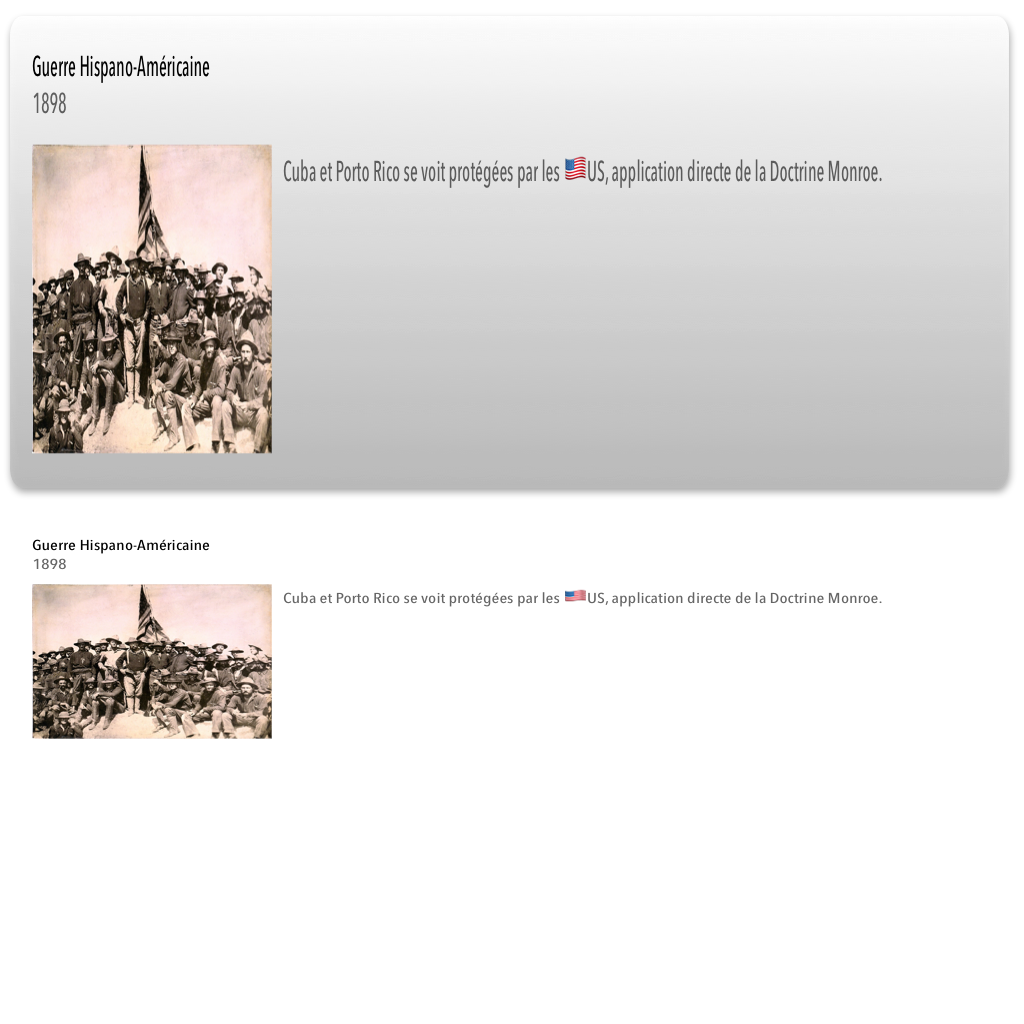 Guerre Hispano-Américaine
1898
Cuba et Porto Rico se voit protégées par les 🇺🇸US, application directe de la Doctrine Monroe.
Guerre Hispano-Américaine
1898
Cuba et Porto Rico se voit protégées par les 🇺🇸US, application directe de la Doctrine Monroe.